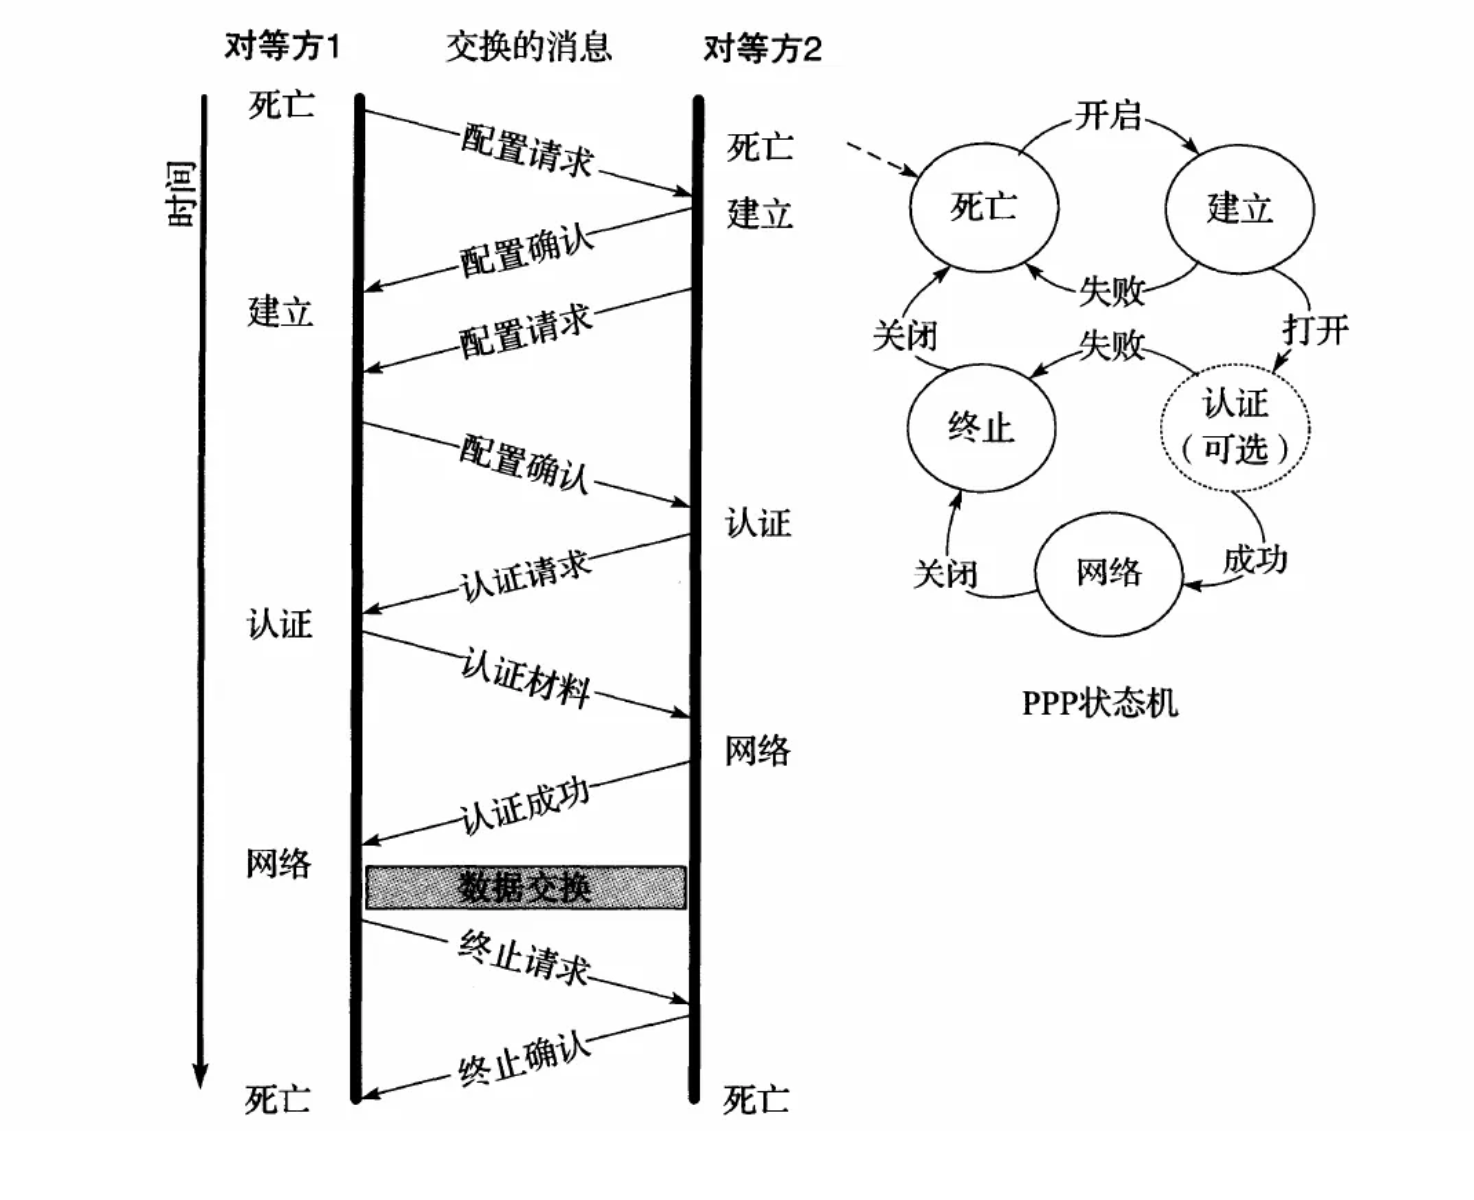 对等方1
交换的消息
对等方2
时间
死亡
配置请求
死亡
建立
配置确认
建立
配置请求
配置确认
认证
认证请求
认证
认证材料
网络
认证成功
网络
数据交换
终止请求
终止确认
死亡
死亡
开启
死亡
建立
失败
关闭
打开
失败
终止
认证
（可选）
关闭
网络
成功
PPP状态机